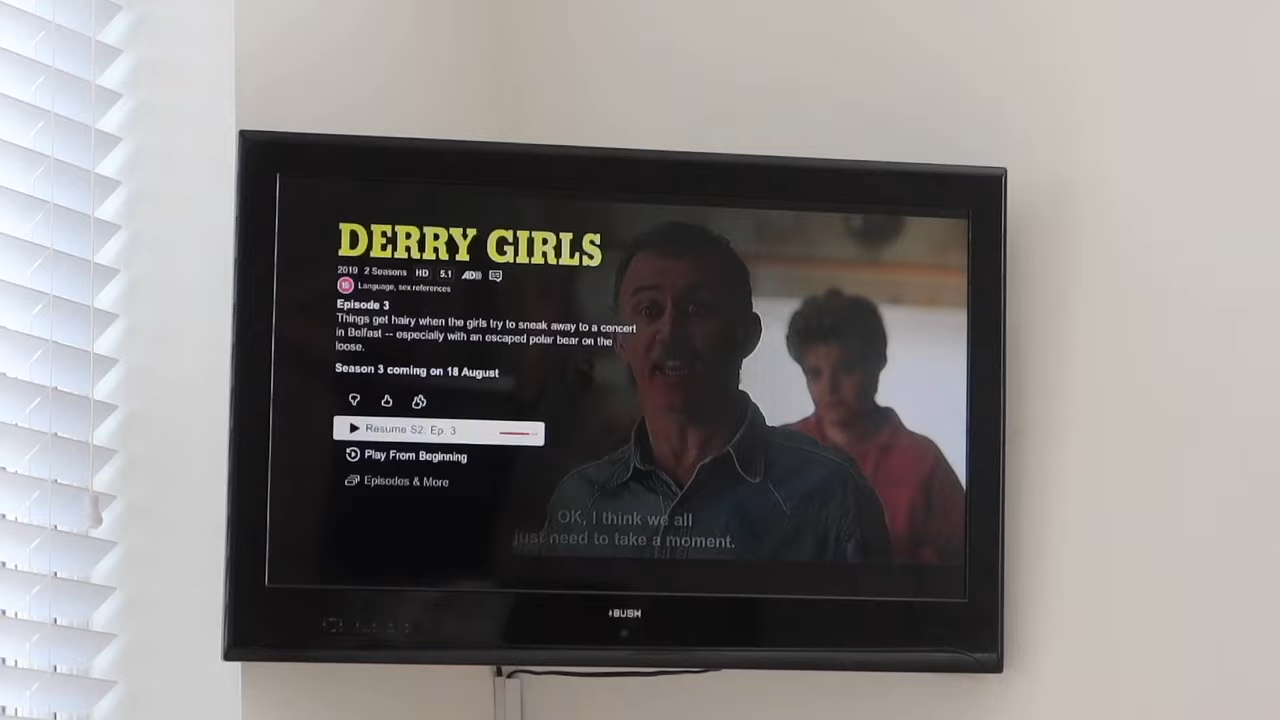 DERRY GIRLS
2019 2 Seasons HD 5.1 AD
15 Language, sex references
Episode 3
Things get hairy when the girls try to sneak away to a concert
in Belfast -- especially with an escaped polar bear on the
loose.
Season 3 coming on 18 August
Resume S2: Ep. 3
Play From Beginning
Episodes & More
OK, I think we all
just need to take a moment.
BUSH